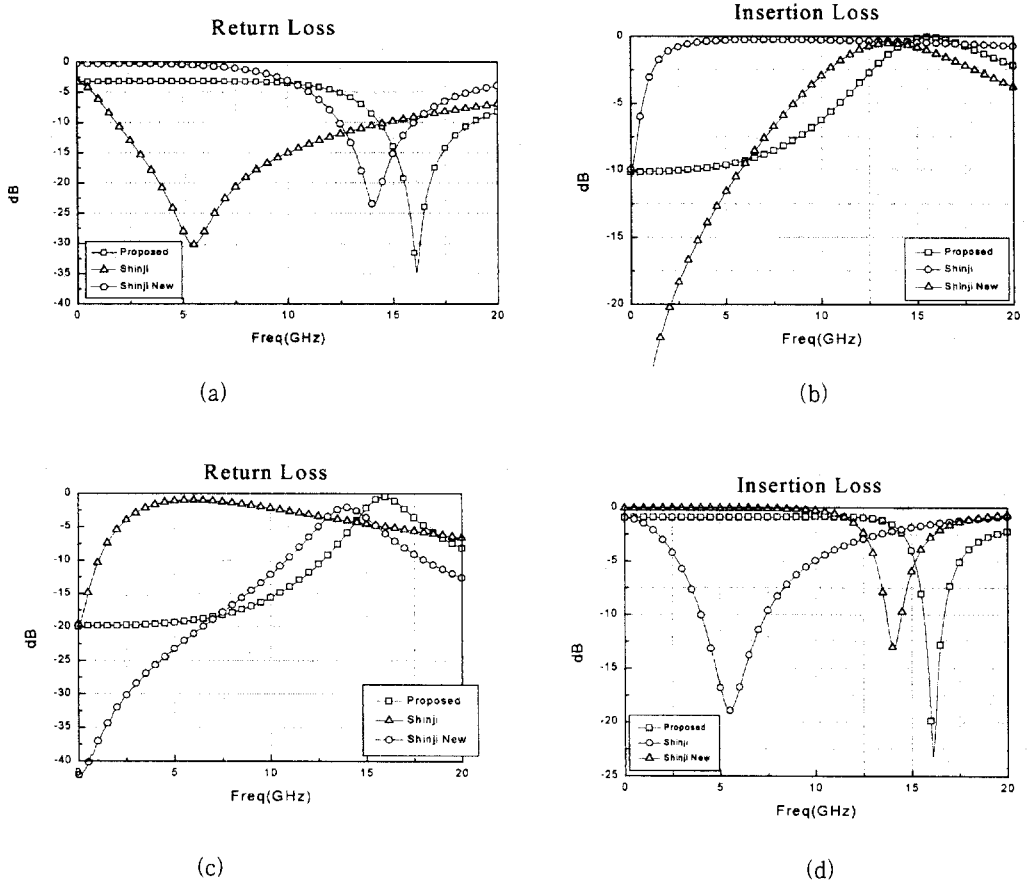 Return Loss
0
-5
-10
-15
-20
-25
-30
-35
-40
dB
Proposed
Shinji
Shinji New
0 5 10 15 20
Freq(GHz)
(a)
Insertion Loss
0
-5
-10
-15
-20
dB
Proposed
Shinji
Shinji New
0 5 10 15 20
Freq(GHz)
(b)
Return Loss
0
-5
-10
-15
-20
-25
-30
-35
-40
dB
Proposed
Shinji
Shinji New
0 5 10 15 20
Freq(GHz)
(c)
Insertion Loss
0
-5
-10
-15
-20
-25
dB
Proposed
Shinji
Shinji New
0 5 10 15 20
Freq(GHz)
(d)